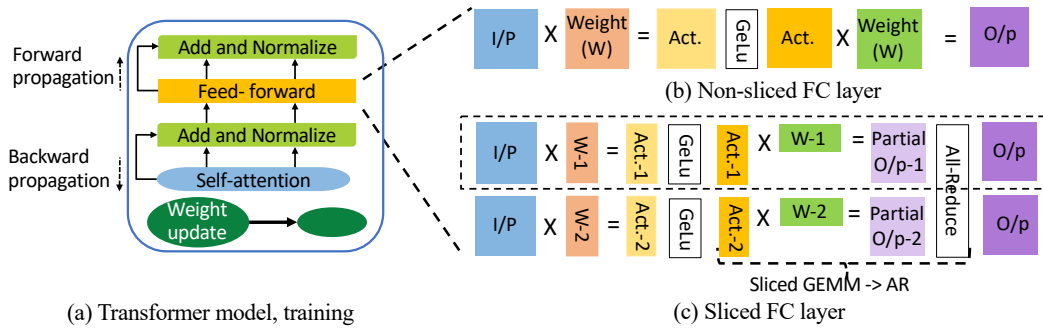 Forward
propagation
Add and Normalize
Feed- forward
Add and Normalize
Backward
propagation
Self-attention
Weight
update
(a) Transformer model, training
I/P X Weight (W) = Act. GeLu Act. X Weight (W) = O/p
(b) Non-sliced FC layer
I/P X W-1 = Act.-1 GeLu Act.-1 X W-1 = Partial O/p-1 All-Reduce O/p
I/P X W-2 = Act.-2 GeLu Act.-2 X W-2 = Partial O/p-2 O/p
Sliced GEMM -> AR
(c) Sliced FC layer